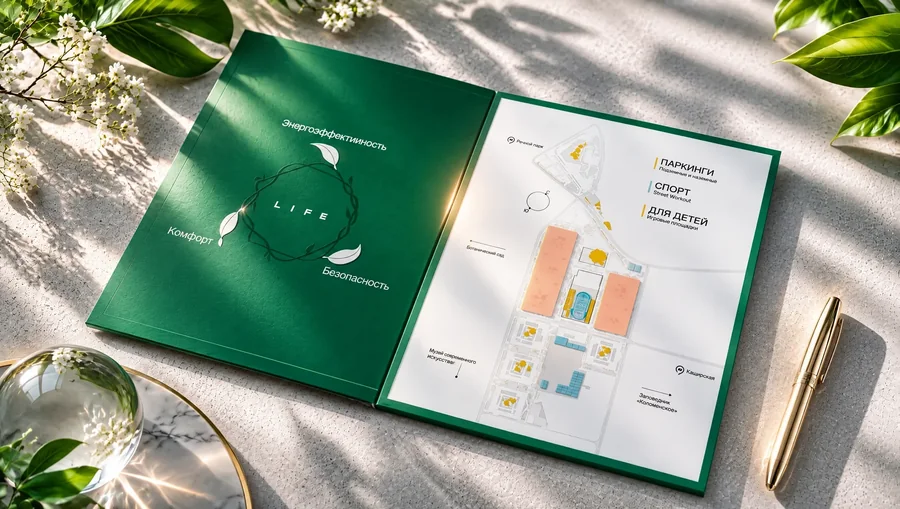 Энергоэффективность
LIFE
Комфорт
Безопасность
Речной парк
ПАРКИНГИ
Подземные и наземные
СПОРТ
Street Workout
ДЛЯ ДЕТЕЙ
Игровые площадки
Ботанический сад
Музей современного
искусства
Каширская
Заповедник
«Коломенское»